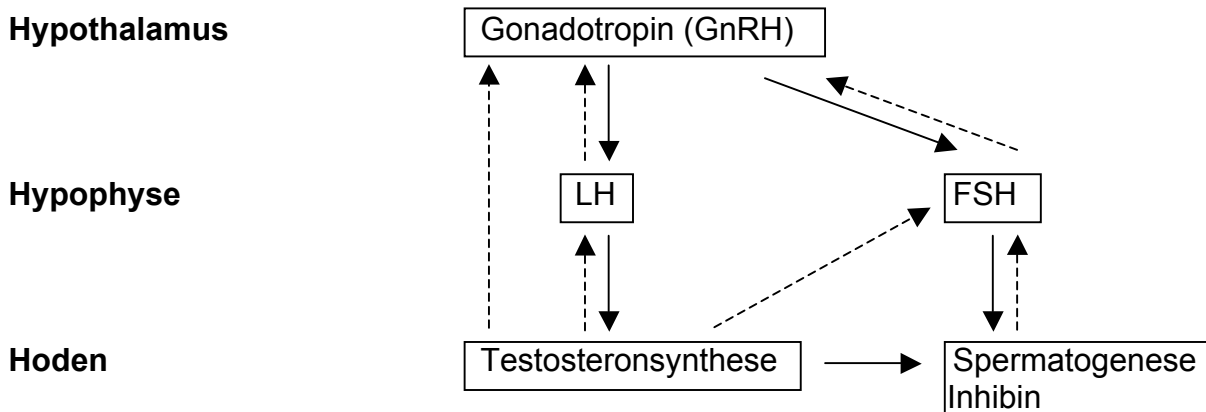 Hypothalamus
Gonadotropin (GnRH)
Hypophyse
LH
FSH
Hoden
Testosteronsynthese
Spermatogenese
Inhibin